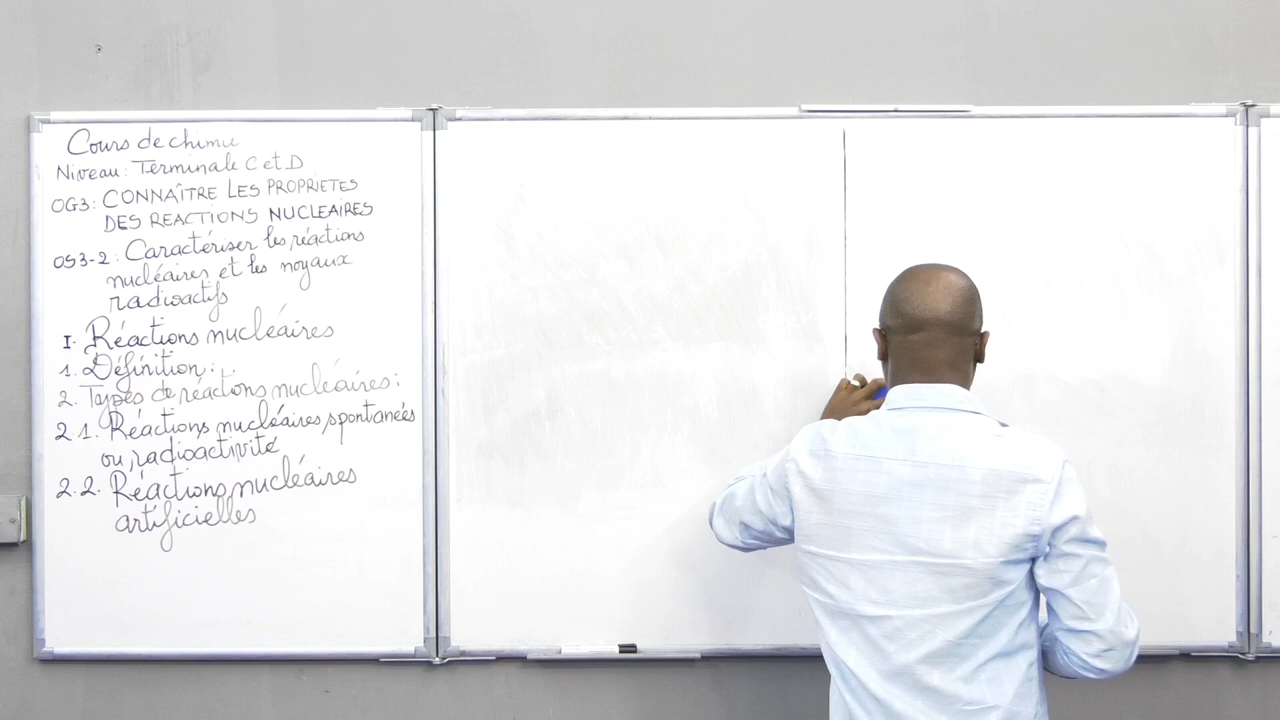 Cours de chimie
Niveau : Terminale C et D
OG3 : CONNAÎTRE LES PROPRIETES
DES REACTIONS NUCLEAIRES
OS3-2 : Caractériser les réactions
nucléaires et les noyaux
radioactifs
I- Réactions nucléaires
1. Définition :
2. Types de réactions nucléaires :
2.1. Réactions nucléaires spontanées
ou radioactivité
2.2. Réactions nucléaires
artificielles